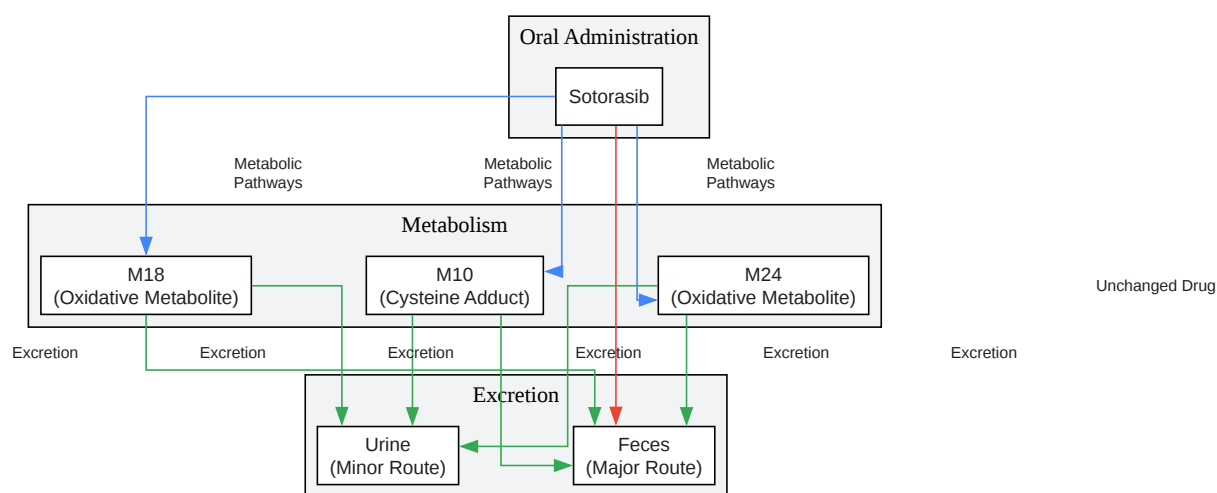 Oral Administration
Sotorasib
Metabolic
Pathways
Metabolic
Pathways
Metabolic
Pathways
Metabolism
M18
(Oxidative Metabolite)
M10
(Cysteine Adduct)
M24
(Oxidative Metabolite)
Unchanged Drug
Excretion
Excretion
Excretion
Excretion
Excretion
Excretion
Excretion
Urine
(Minor Route)
Feces
(Major Route)